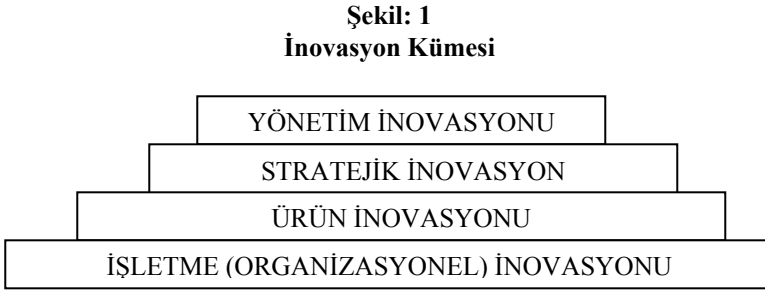 Şekil: 1
İnovasyon Kümesi
YÖNETİM İNOVASYONU
STRATEJİK İNOVASYON
ÜRÜN İNOVASYONU
İŞLETME (ORGANİZASYONEL) İNOVASYONU